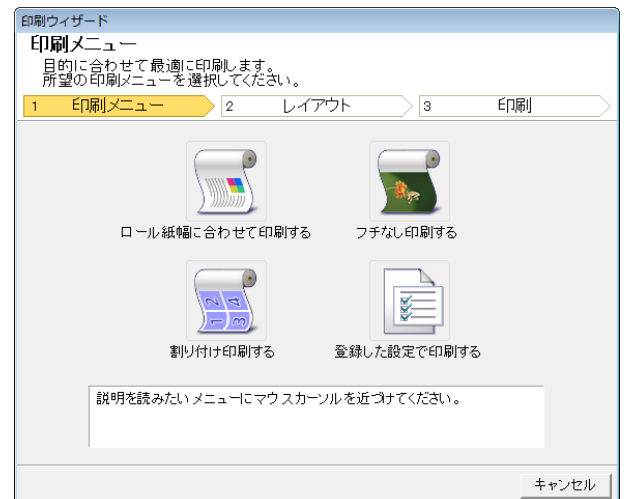 印刷ウィザード
印刷メニュー
目的に合わせて最適に印刷します。
所望の印刷メニューを選択してください。
1 印刷メニュー 2 レイアウト 3 印刷
ロール紙幅に合わせて印刷する フチなし印刷する
1 2 3 4
割り付け印刷する 登録した設定で印刷する
説明を読みたいメニューにマウスカーソルを近づけてください。
キャンセル